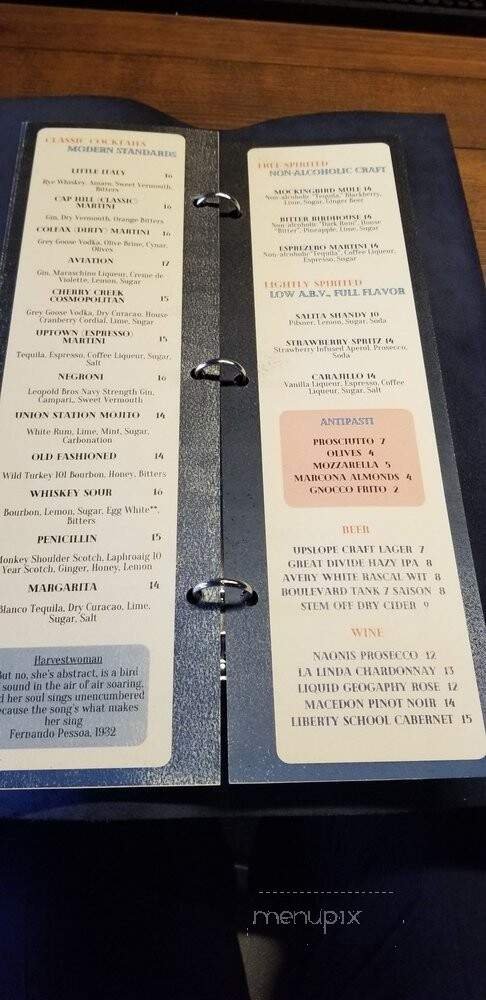 CLASSIC COCKTAILS
MODERN STANDARDS
LITTLE ITALY 16
Rye Whiskey, Amaro, Sweet Vermouth,
Bitters
CAP HILL (CLASSIC) 16
MARTINI
Gin, Dry Vermouth, Orange Bitters
COLFAX (DIRTY) MARTINI 16
Grey Goose Vodka, Olive Brine, Cynar,
Olives
AVIATION 17
Gin, Maraschino Liqueur, Creme de
Violette, Lemon, Sugar
CHERRY CREEK 15
COSMOPOLITAN
Grey Goose Vodka, Dry Curacao, House
Cranberry Cordial, Lime, Sugar
UPTOWN (ESPRESSO) 15
MARTINI
Tequila, Espresso, Coffee Liqueur, Sugar,
Salt
NEGRONI 16
Leopold Bros Navy Strength Gin,
Campari, Sweet Vermouth
UNION STATION MOJITO 14
White Rum, Lime, Mint, Sugar,
Carbonation
OLD FASHIONED 14
Wild Turkey 101 Bourbon, Honey, Bitters
WHISKEY SOUR 16
Bourbon, Lemon, Sugar, Egg White**,
Bitters
PENICILLIN 15
onkey Shoulder Scotch, Laphroaig 10
Year Scotch, Ginger, Honey, Lemon
MARGARITA 14
Blanco Tequila, Dry Curacao, Lime,
Sugar, Salt
Harvestwoman
But no, she's abstract, is a bird
f sound in the air of air soaring,
d her soul sings unencumbered
ecause the song's what makes
her sing
Fernando Pessoa, 1932
FREE SPIRITED
NON-ALCOHOLIC CRAFT
MOCKINGBIRD MULE 14
Non-alcoholic "Tequila", Blackberry,
Lime, Sugar, Ginger Beer
BITTER BIRDHOUSE 14
Non-alcoholic "Dark Rum", House
"Bitter", Pineapple, Lime, Sugar
ESPREZERO MARTINI 14
Non-alcoholic "Tequila", Coffee Liqueur,
Espresso, Sugar
LIGHTLY SPIRITED
LOW A.B.V., FULL FLAVOR
SALITA SHANDY 10
Pilsner, Lemon, Sugar, Soda
STRAWBERRY SPRITZ 14
Strawberry Infused Aperol, Prosecco,
Soda
CARAJILLO 14
Vanilla Liqueur, Espresso, Coffee
Liqueur, Sugar, Salt
ANTIPASTI
PROSCIUTTO 7
OLIVES 4
MOZZARELLA 5
MARCONA ALMONDS 4
GNOCCO FRITO 2
BEER
UPSLOPE CRAFT LAGER 7
GREAT DIVIDE HAZY IPA 8
AVERY WHITE RASCAL WIT 8
BOULEVARD TANK 7 SAISON 8
STEM OFF DRY CIDER 9
WINE
NAONIS PROSECCO 12
LA LINDA CHARDONNAY 13
LIQUID GEOGAPHY ROSE 12
MACEDON PINOT NOIR 14
LIBERTY SCHOOL CABERNET 15
menupix